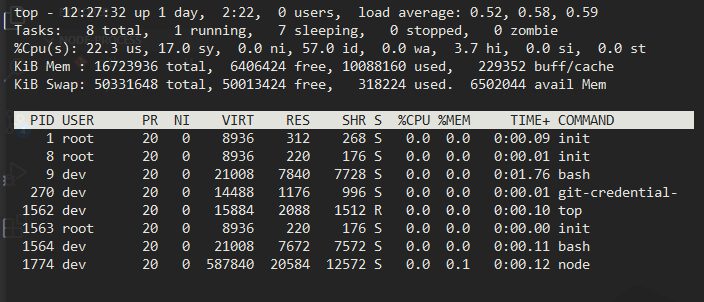 top - 12:27:32 up 1 day,  2:22,  0 users,  load average: 0.52, 0.58, 0.59
Tasks:   8 total,   1 running,   7 sleeping,   0 stopped,   0 zombie
%Cpu(s): 22.3 us, 17.0 sy,  0.0 ni, 57.0 id,  0.0 wa,  3.7 hi,  0.0 si,  0.0 st
KiB Mem : 16723936 total,  6406424 free, 10088160 used,   229352 buff/cache
KiB Swap: 50331648 total, 50013424 free,   318224 used.  6502044 avail Mem
PID USER      PR  NI    VIRT    RES    SHR S  %CPU %MEM     TIME+ COMMAND
1 root      20   0    8936    312    268 S   0.0  0.0   0:00.09 init
8 root      20   0    8936    220    176 S   0.0  0.0   0:00.01 init
9 dev       20   0   21008   7840   7728 S   0.0  0.0   0:01.76 bash
270 dev       20   0   14488   1176    996 S   0.0  0.0   0:00.01 git-credential-
1562 dev       20   0   15884   2088   1512 R   0.0  0.0   0:00.10 top
1563 root      20   0    8936    220    176 S   0.0  0.0   0:00.00 init
1564 dev       20   0   21008   7672   7572 S   0.0  0.0   0:00.11 bash
1774 dev       20   0  587840  20584  12572 S   0.0  0.1   0:00.12 node